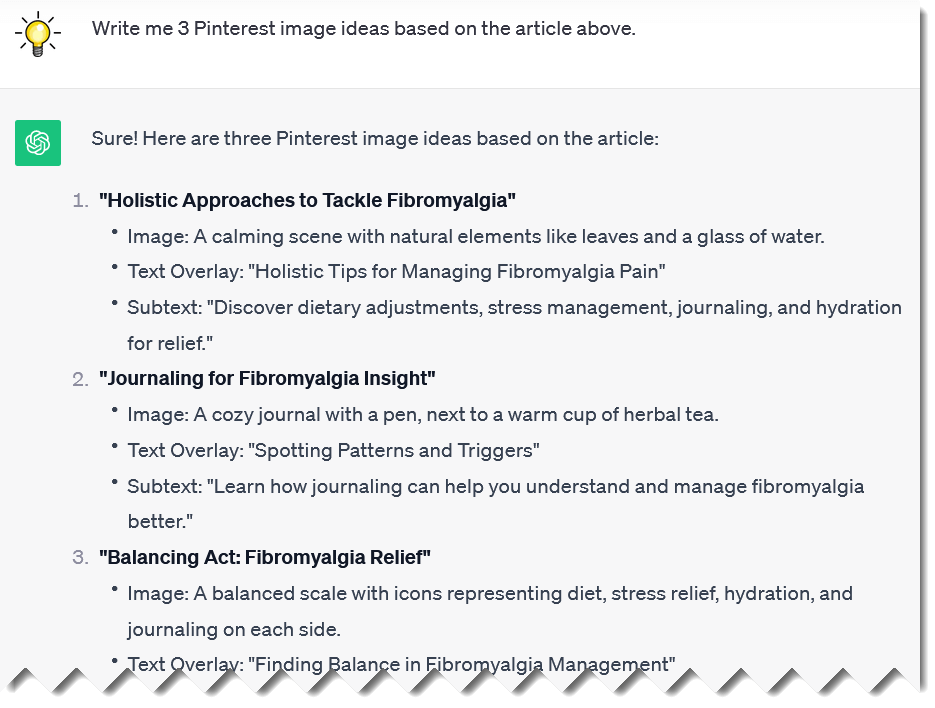 Write me 3 Pinterest image ideas based on the article above.
Sure! Here are three Pinterest image ideas based on the article:
1. "Holistic Approaches to Tackle Fibromyalgia"
• Image: A calming scene with natural elements like leaves and a glass of water.
• Text Overlay: "Holistic Tips for Managing Fibromyalgia Pain"
• Subtext: "Discover dietary adjustments, stress management, journaling, and hydration
for relief."
2. "Journaling for Fibromyalgia Insight"
• Image: A cozy journal with a pen, next to a warm cup of herbal tea.
• Text Overlay: "Spotting Patterns and Triggers"
• Subtext: "Learn how journaling can help you understand and manage fibromyalgia
better."
3. "Balancing Act: Fibromyalgia Relief"
• Image: A balanced scale with icons representing diet, stress relief, hydration, and
journaling on each side.
• Text Overlay: "Finding Balance in Fibromyalgia Management"